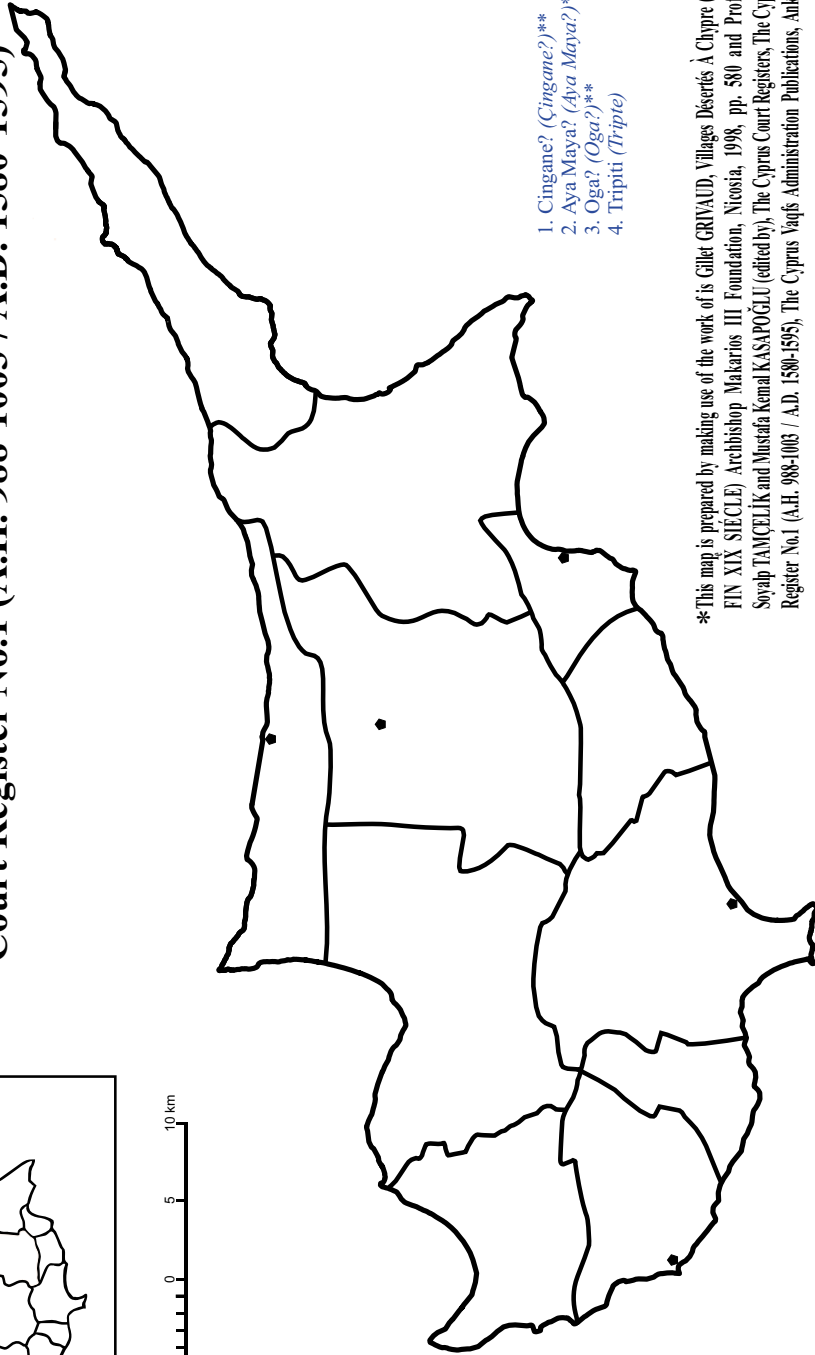 Court Register No.1 (A.H. 988-1003 / A.D. 1580-1595)
10 km
5
0
1. Cingane? (Çingane?)**
2. Aya Maya? (Aya Maya?)*
3. Oga? (Oga?)**
4. Tripiti (Tripte)
*This map is prepared by making use of the work of is Gillet GRIVAUD, Villages Désertés À Chypre (
FIN XIX SIÉCLE) Archbishop Makarios III Foundation, Nicosia, 1998, pp. 580 and Prof
Soyalp TAMÇELİK and Mustafa Kemal KASAPOĞLU (edited by), The Cyprus Court Registers, The Cyp
Register No.1 (A.H. 988-1003 / A.D. 1580-1595), The Cyprus Vaqfs Administration Publications, Ank